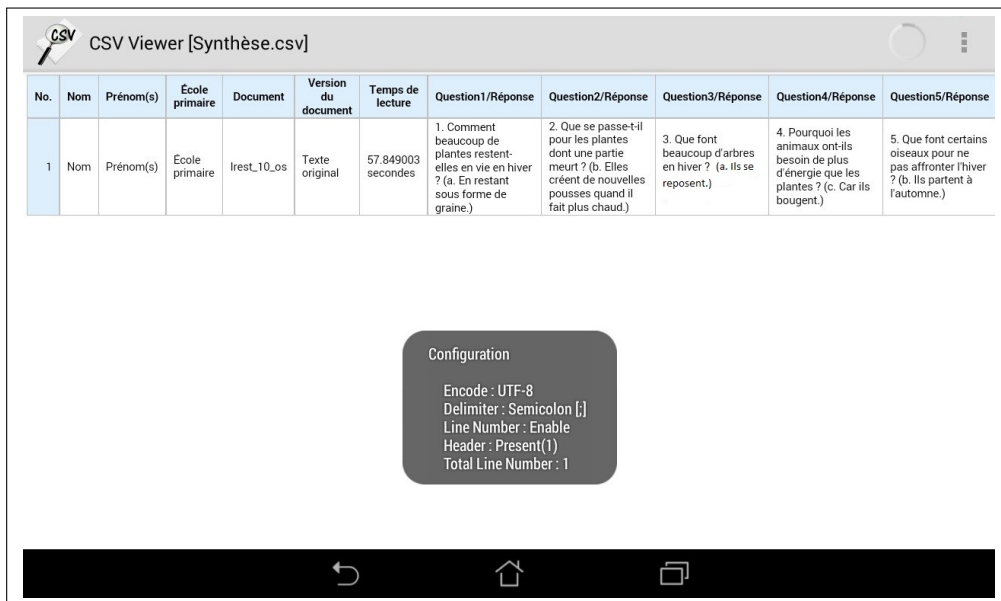 CSV
CSV Viewer [Synthèse.csv]
No. Nom Prénom(s) École primaire Document Version du document Temps de lecture Question1/Réponse Question2/Réponse Question3/Réponse Question4/Réponse Question5/Réponse
1 Nom Prénom(s) École primaire lrest_10_os Texte original 57.849003 secondes
1. Comment
beaucoup de
plantes restent-
elles en vie en hiver
? (a. En restant
sous forme de
graine.)
2. Que se passe-t-il
pour les plantes
dont une partie
meurt ? (b. Elles
créent de nouvelles
pousses quand il
fait plus chaud.)
3. Que font
beaucoup d'arbres
en hiver ? (a. Ils se
reposent.)
4. Pourquoi les
animaux ont-ils
besoin de plus
d'énergie que les
plantes ? (c. Car ils
bougent.)
5. Que font certains
oiseaux pour ne
pas affronter l'hiver
? (b. Ils partent à
l'automne.)
Configuration
Encode : UTF-8
Delimiter : Semicolon [;]
Line Number : Enable
Header : Present(1)
Total Line Number : 1